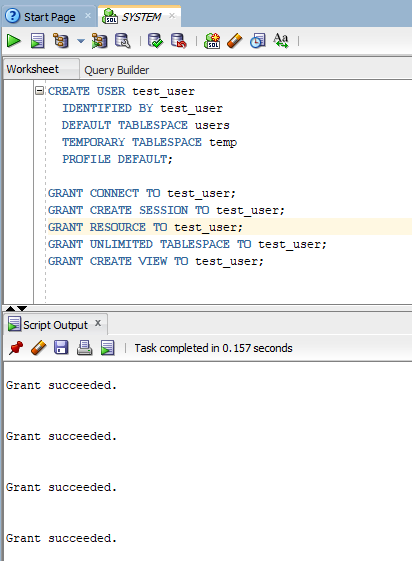 Start Page
SYSTEM
SQL
SQL
Aa
Worksheet
Query Builder
CREATE USER test_user
IDENTIFIED BY test_user
DEFAULT TABLESPACE users
TEMPORARY TABLESPACE temp
PROFILE DEFAULT;
GRANT CONNECT TO test_user;
GRANT CREATE SESSION TO test_user;
GRANT RESOURCE TO test_user;
GRANT UNLIMITED TABLESPACE TO test_user;
GRANT CREATE VIEW TO test_user;
Script Output
Task completed in 0.157 seconds
Grant succeeded.
Grant succeeded.
Grant succeeded.
Grant succeeded.